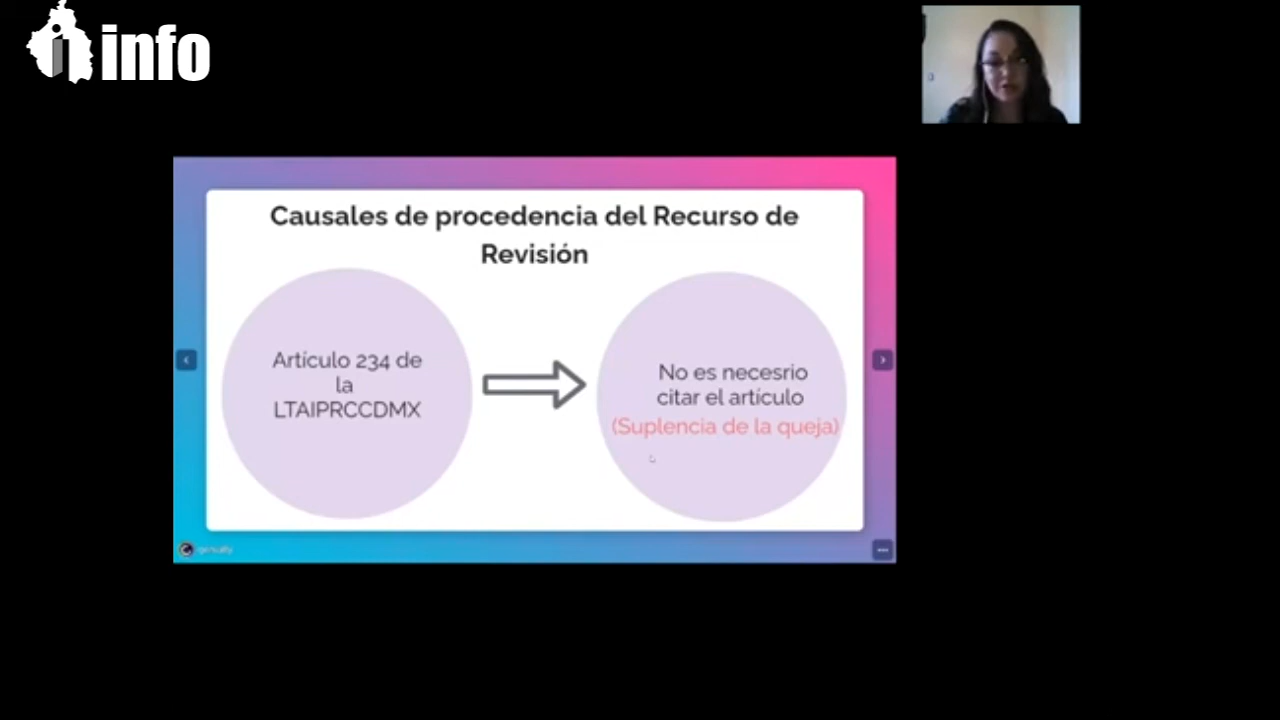 info
Causales de procedencia del Recurso de
Revisión
Artículo 234 de
la
LTAIPRCCDMX
No es necesrio
citar el artículo
(Suplencia de la queja)
genially